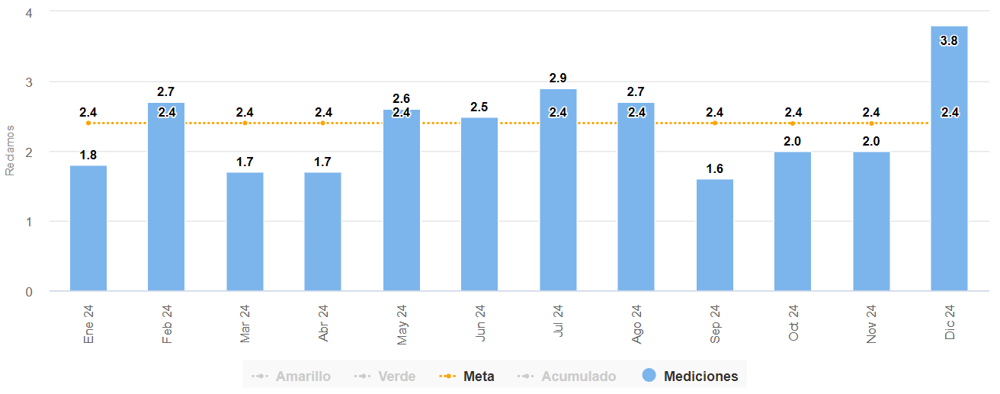 4
3
2
1
0
Reclamos
2.4
1.8
2.7
2.4
2.4
1.7
2.4
1.7
2.6
2.4
2.5
2.9
2.4
2.7
2.4
2.4
1.6
2.4
2.0
2.4
2.0
3.8
2.4
Ene 24
Feb 24
Mar 24
Abr 24
May 24
Jun 24
Jul 24
Ago 24
Sep 24
Oct 24
Nov 24
Dic 24
Amarillo Verde Meta Acumulado Mediciones